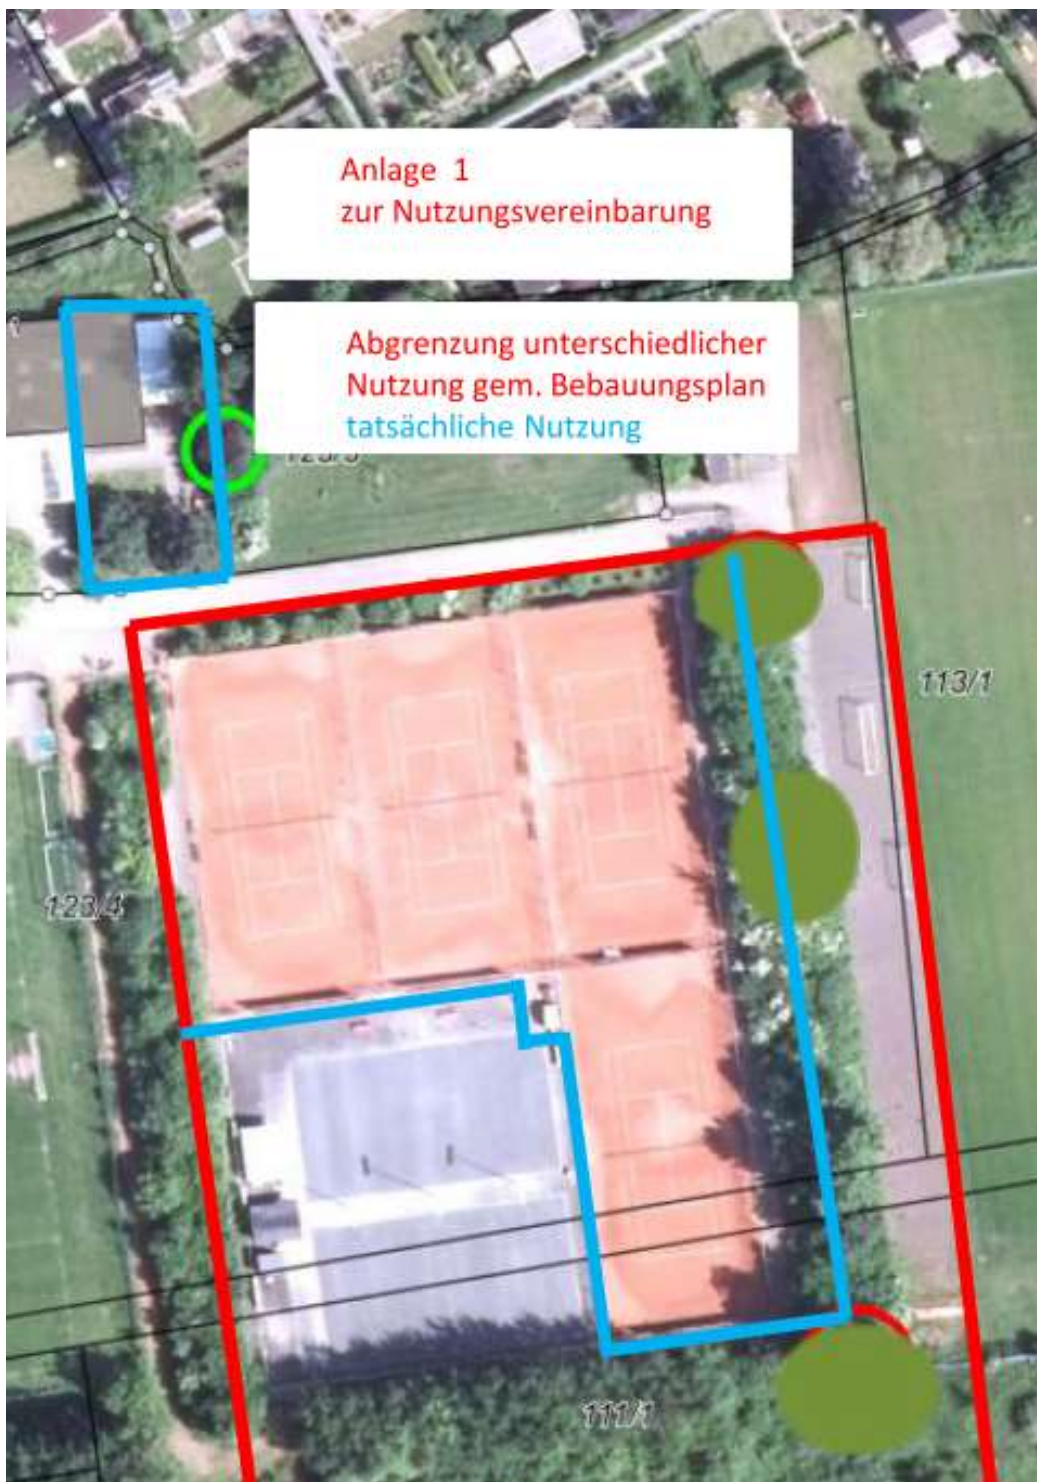 Anlage 1
zur Nutzungsvereinbarung
Abgrenzung unterschiedlicher
Nutzung gem. Bebauungsplan
tatsächliche Nutzung
113/1
123/4
111/1